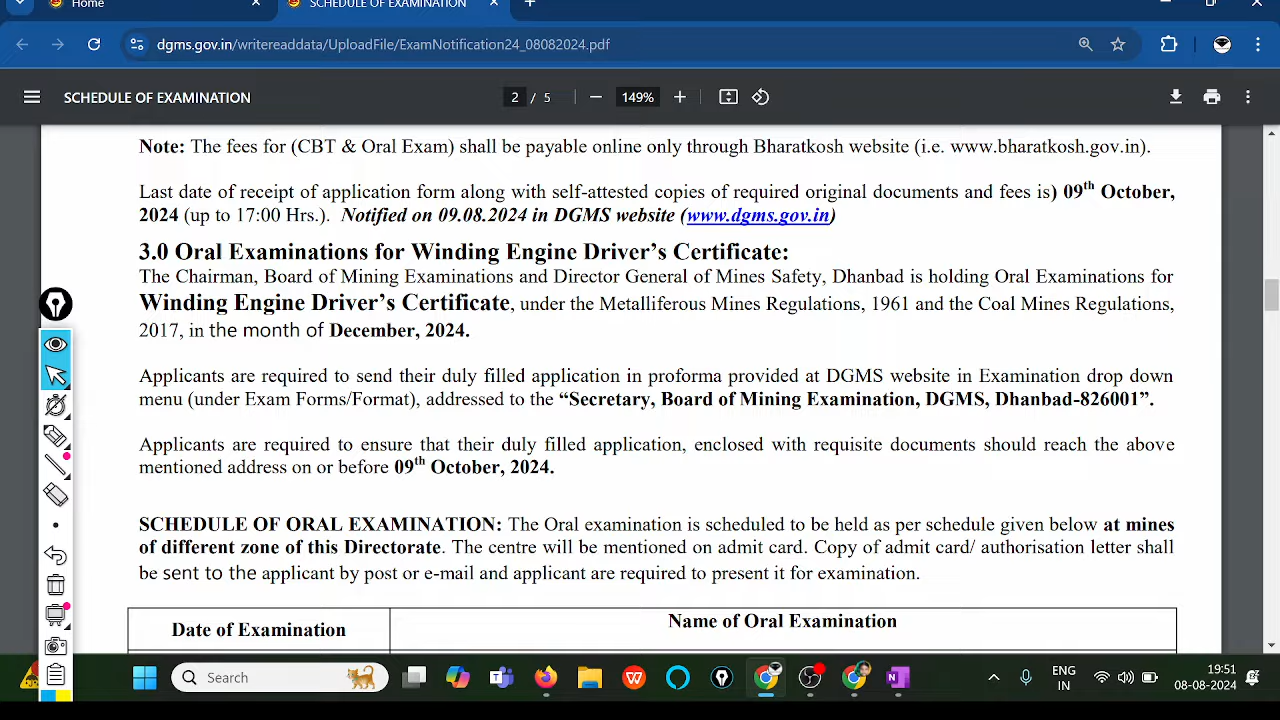 Home
SCHEDULE OF EXAMINATION
dgms.gov.in/writereaddata/UploadFile/ExamNotification24_08082024.pdf
SCHEDULE OF EXAMINATION
2 / 5
149%
Note: The fees for (CBT & Oral Exam) shall be payable online only through Bharatkosh website (i.e. www.bharatkosh.gov.in).
Last date of receipt of application form along with self-attested copies of required original documents and fees is) 09th October,
2024 (up to 17:00 Hrs.). Notified on 09.08.2024 in DGMS website (www.dgms.gov.in)
3.0 Oral Examinations for Winding Engine Driver's Certificate:
The Chairman, Board of Mining Examinations and Director General of Mines Safety, Dhanbad is holding Oral Examinations for
Winding Engine Driver's Certificate, under the Metalliferous Mines Regulations, 1961 and the Coal Mines Regulations,
2017, in the month of December, 2024.
Applicants are required to send their duly filled application in proforma provided at DGMS website in Examination drop down
menu (under Exam Forms/Format), addressed to the “Secretary, Board of Mining Examination, DGMS, Dhanbad-826001”.
Applicants are required to ensure that their duly filled application, enclosed with requisite documents should reach the above
mentioned address on or before 09th October, 2024.
SCHEDULE OF ORAL EXAMINATION: The Oral examination is scheduled to be held as per schedule given below at mines
of different zone of this Directorate. The centre will be mentioned on admit card. Copy of admit card/ authorisation letter shall
be sent to the applicant by post or e-mail and applicant are required to present it for examination.
Date of Examination
Name of Oral Examination
Search
ENG
IN
19:51
08-08-2024